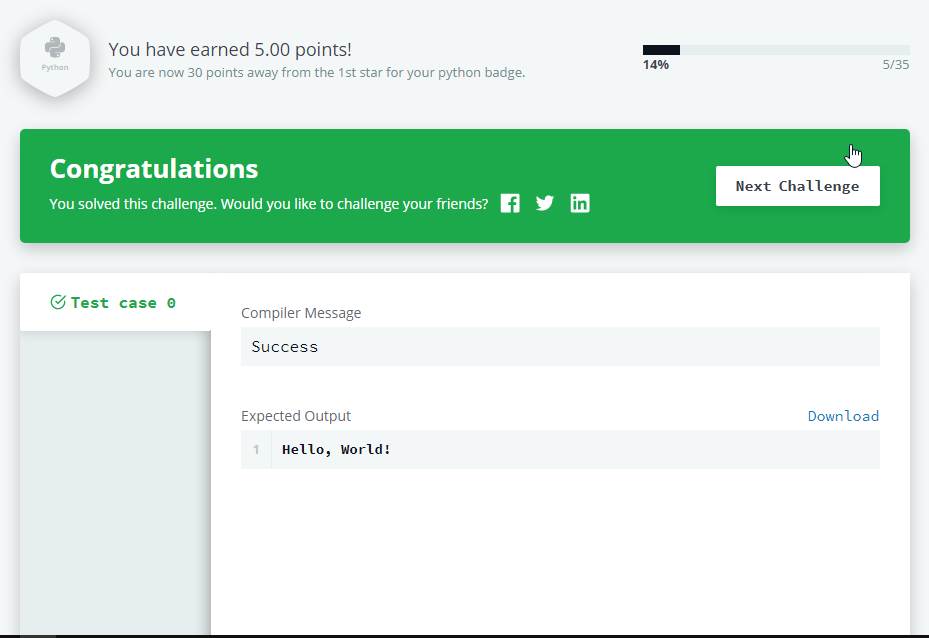 Python
You have earned 5.00 points!
You are now 30 points away from the 1st star for your python badge.
14%
5/35
Congratulations
You solved this challenge. Would you like to challenge your friends?
Next Challenge
Test case 0
Compiler Message
Success
Expected Output
Download
1 Hello, World!